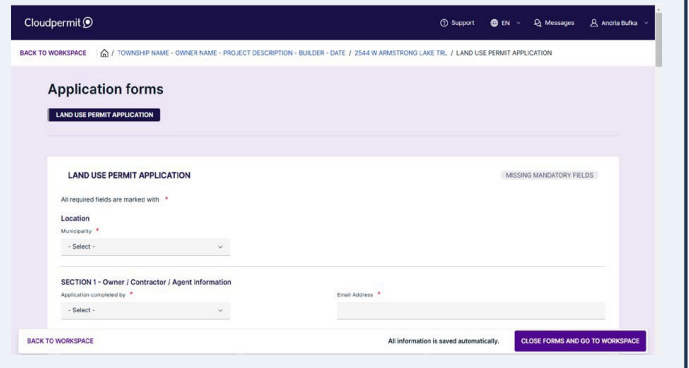 Cloudpermit
Support EN Messages Ancria Bufka
BACK TO WORKSPACE / TOWNSHIP NAME - OWNER NAME - PROJECT DESCRIPTION - BUILDER - DATE / 2544 W ARMSTRONG LAKE TRL / LAND USE PERMIT APPLICATION
Application forms
LAND USE PERMIT APPLICATION
LAND USE PERMIT APPLICATION MISSING MANDATORY FIELDS
All required fields are marked with *
Location
Municipality *
- Select -
SECTION 1 - Owner / Contractor / Agent Information
Application completed by * Email Address *
- Select -
BACK TO WORKSPACE All information is saved automatically. CLOSE FORMS AND GO TO WORKSPACE